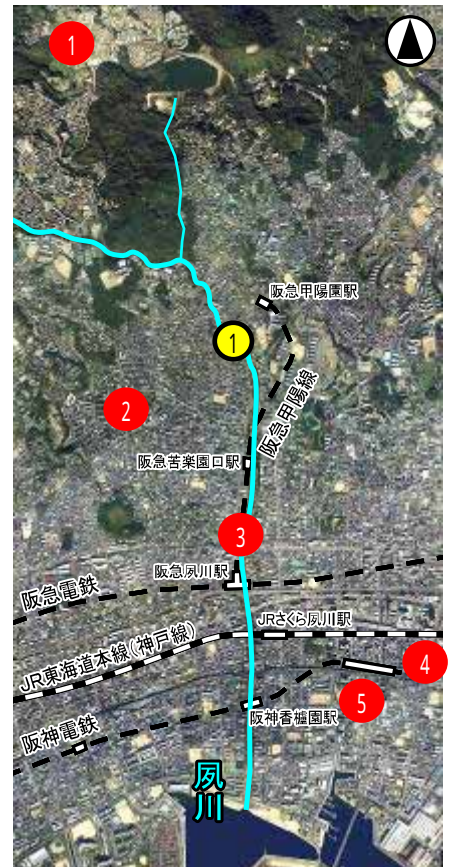 1
阪急甲陽園駅
1
阪急甲陽線
2
阪急苦楽園口駅
3
阪急夙川駅
阪急電鉄
JRさくら夙川駅
JR東海道本線(神戸線)
4
5
阪神香櫨園駅
阪神電鉄
夙川